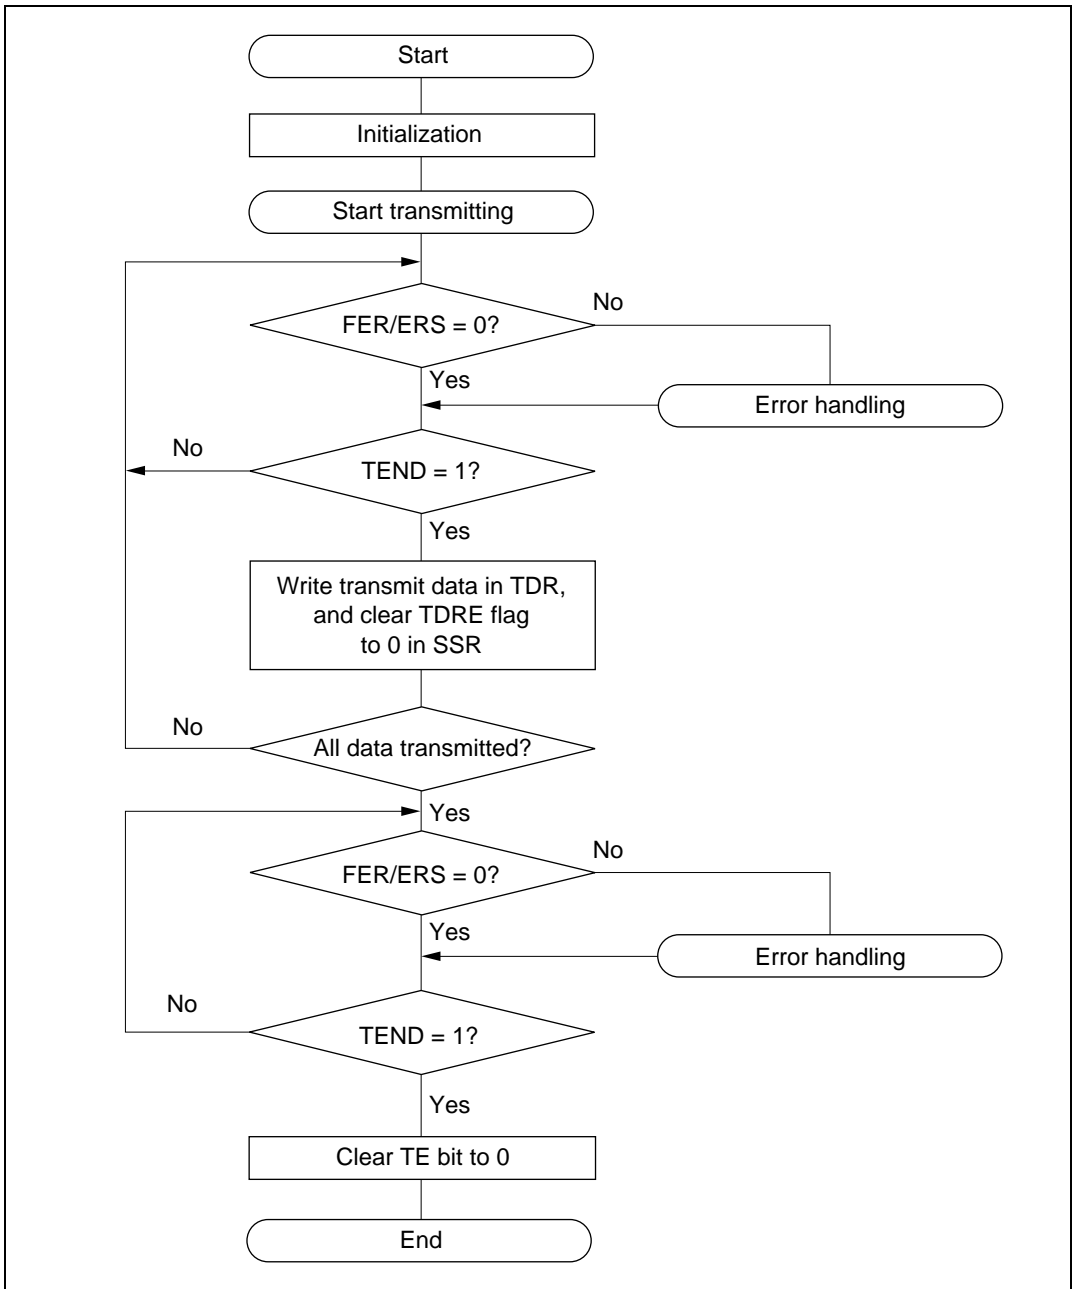 Start
Initialization
Start transmitting
No
FER/ERS = 0?
Yes
Error handling
No
TEND = 1?
Yes
Write transmit data in TDR,
and clear TDRE flag
to 0 in SSR
No
All data transmitted?
Yes
No
FER/ERS = 0?
Yes
Error handling
No
TEND = 1?
Yes
Clear TE bit to 0
End